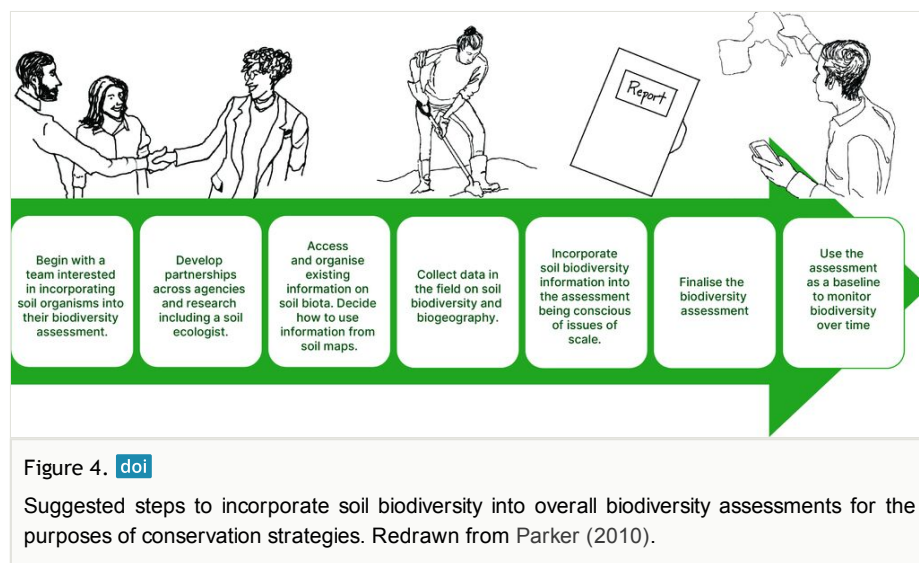 Report
Begin with a
team interested
in incorporating
soil organisms into
their biodiversity
assessment.
Develop
partnerships
across agencies
and research
including a soil
ecologist.
Access
and organise
existing
information on
soil biota. Decide
how to use
information from
soil maps.
Collect data in
the field on soil
biodiversity and
biogeography.
Incorporate
soil biodiversity
information into
the assessment
being conscious
of issues of
scale.
Finalise the
biodiversity
assessment
Use the
assessment
as a baseline
to monitor
biodiversity
over time
Figure 4. doi
Suggested steps to incorporate soil biodiversity into overall biodiversity assessments for the
purposes of conservation strategies. Redrawn from Parker (2010).